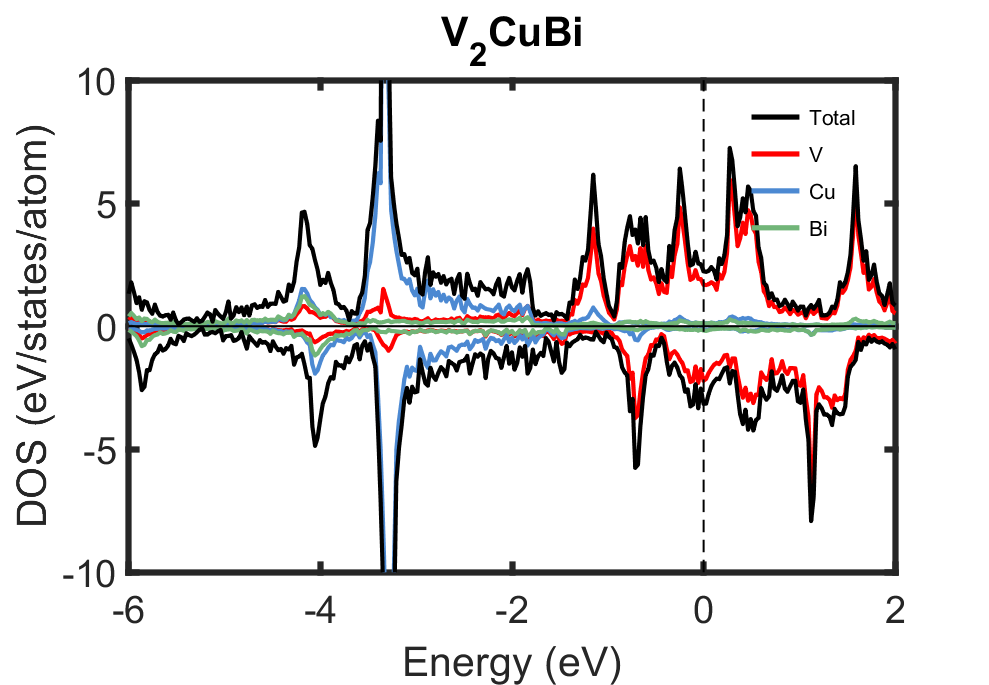 V₂CuBi
10
5
0
-5
-10
DOS (eV/states/atom)
Total
V
Cu
Bi
-6 -4 -2 0 2
Energy (eV)